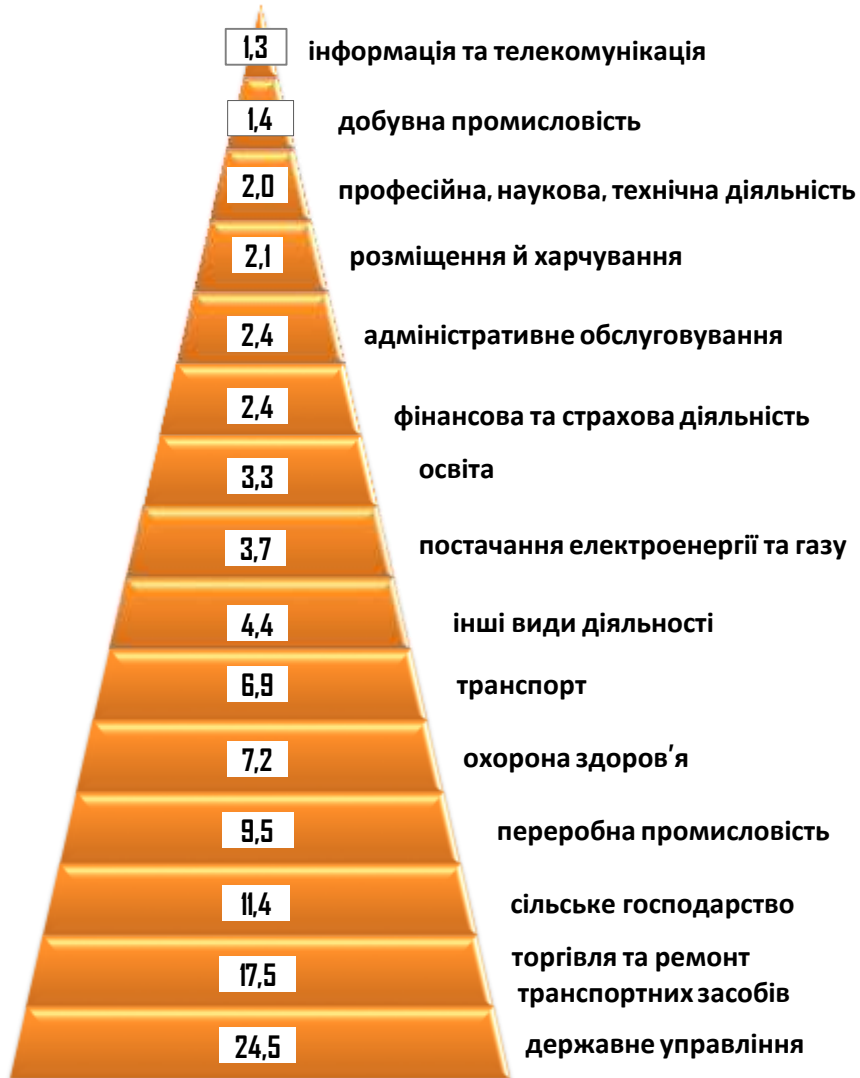 1,3 інформація та телекомунікація
1,4 добувна промисловість
2,0 професійна, наукова, технічна діяльність
2,1 розміщення й харчування
2,4 адміністративне обслуговування
2,4 фінансова та страхова діяльність
3,3 освіта
3,7 постачання електроенергії та газу
4,4 інші види діяльності
6,9 транспорт
7,2 охорона здоров'я
9,5 переробна промисловість
11,4 сільське господарство
17,5 торгівля та ремонт
транспортних засобів
24,5 державне управління